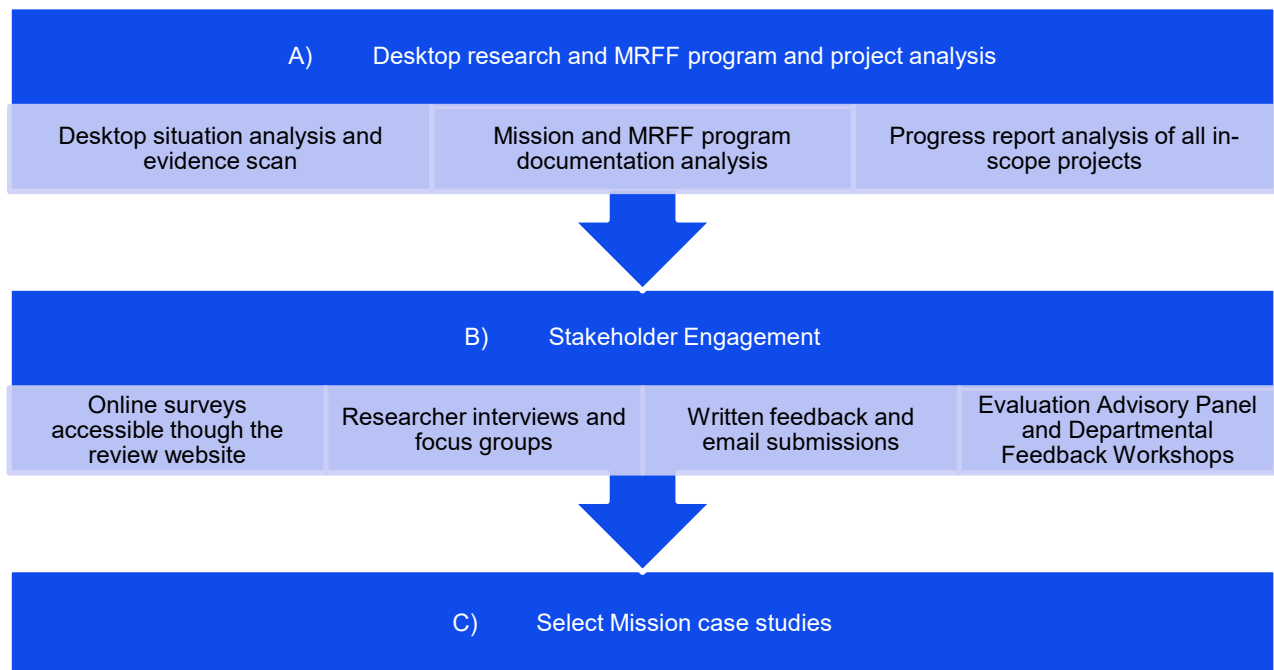 A) Desktop research and MRFF program and project analysis
Desktop situation analysis and
evidence scan
Mission and MRFF program
documentation analysis
Progress report analysis of all in-
scope projects
B) Stakeholder Engagement
Online surveys
accessible though the
review website
Researcher interviews and
focus groups
Written feedback and
email submissions
Evaluation Advisory Panel
and Departmental
Feedback Workshops
C) Select Mission case studies